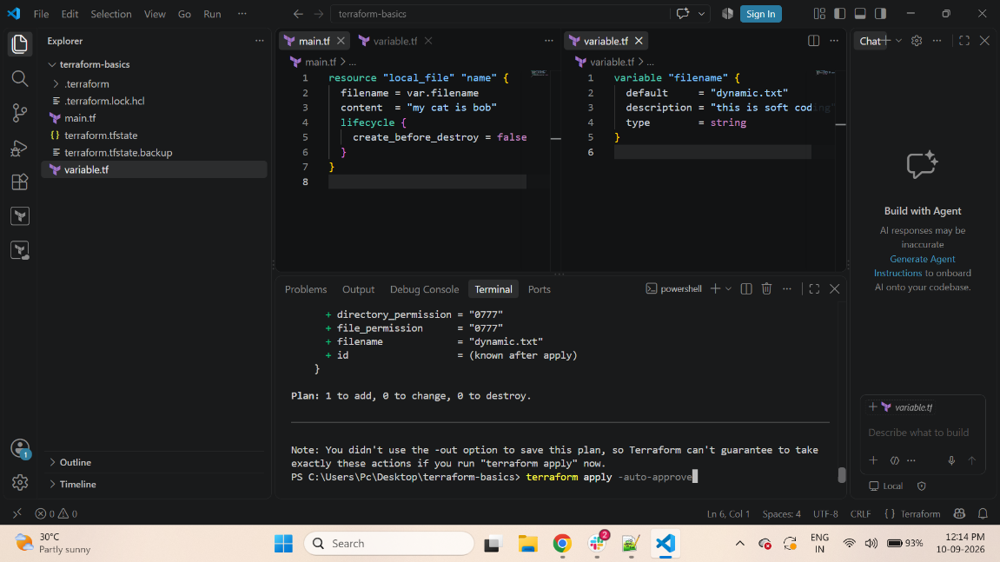 File Edit Selection View Go Run ··· terraform-basics Sign In
Explorer ···
terraform-basics
.terraform
.terraform.lock.hcl
main.tf
{} terraform.tfstate
terraform.tfstate.backup
variable.tf
Outline
Timeline
main.tf variable.tf ···
main.tf > ...
1 resource "local_file" "name" {
2 filename = var.filename
3 content = "my cat is bob"
4 lifecycle {
5 create_before_destroy = false
6 }
7 }
8
variable.tf ···
variable.tf > ...
1 variable "filename" {
2 default = "dynamic.txt"
3 description = "this is soft coding"
4 type = string
5 }
6
Problems Output Debug Console Terminal Ports powershell ···
+ directory_permission = "0777"
+ file_permission = "0777"
+ filename = "dynamic.txt"
+ id = (known after apply)
}
Plan: 1 to add, 0 to change, 0 to destroy.
Note: You didn't use the -out option to save this plan, so Terraform can't guarantee to take
exactly these actions if you run "terraform apply" now.
PS C:\Users\Pc\Desktop\terraform-basics> terraform apply -auto-approve
Chat ···
Build with Agent
AI responses may be
inaccurate
Generate Agent
Instructions to onboard
AI onto your codebase.
+ variable.tf
Describe what to build
Local
1
0 0 Ln 6, Col 1 Spaces: 4 UTF-8 CRLF {} Terraform
30°C
Partly sunny
Search
2
ENG
IN
93%
12:14 PM
10-09-2026